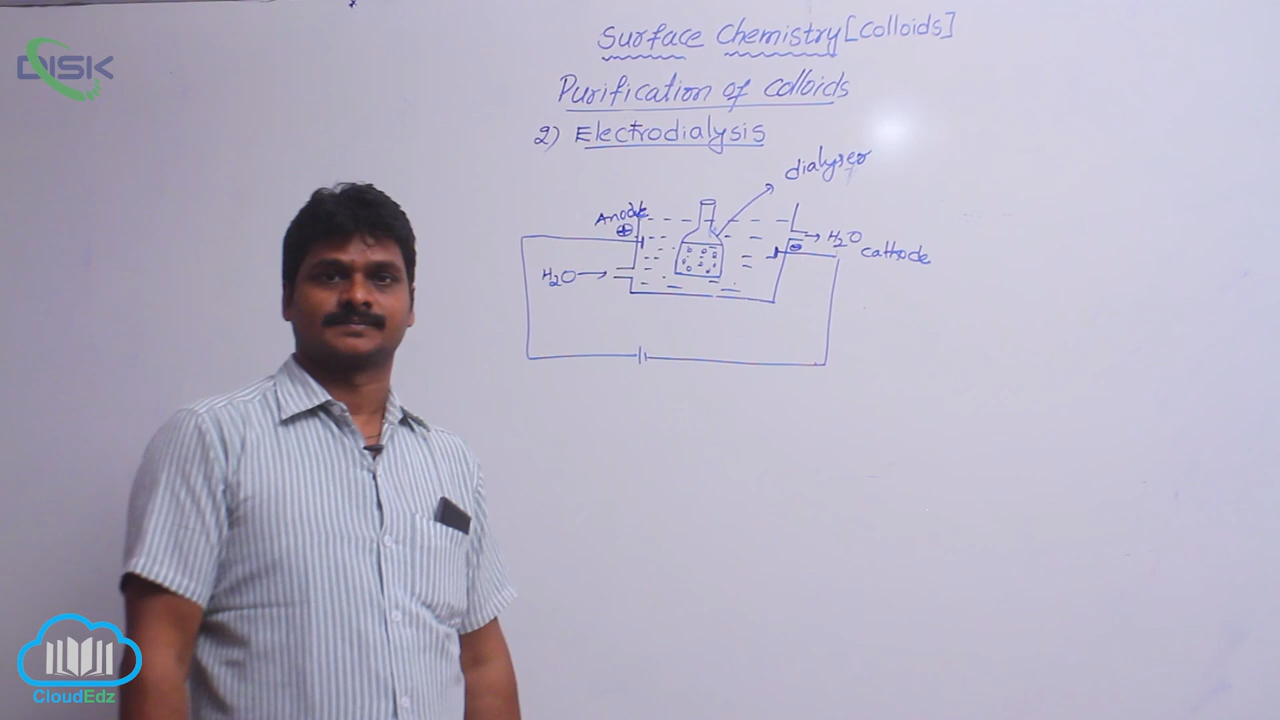 DISK
Surface Chemistry [Colloids]
Purification of colloids
2) Electrodialysis
dialyser
Anode
⊕
H2O
H2O
⊖
cathode
CloudEdz